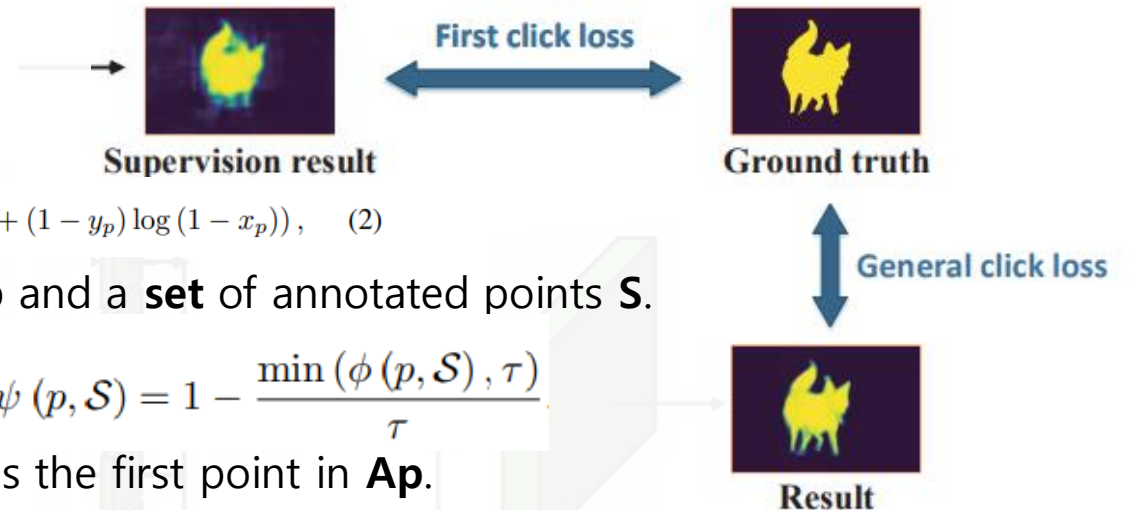 First click loss
Supervision result
Ground truth
+ (1 − y_p) log (1 − x_p)) , (2)
General click loss
and a set of annotated points S.
ψ (p, S) = 1 − min (φ (p, S) , τ) / τ
s the first point in Ap.
Result